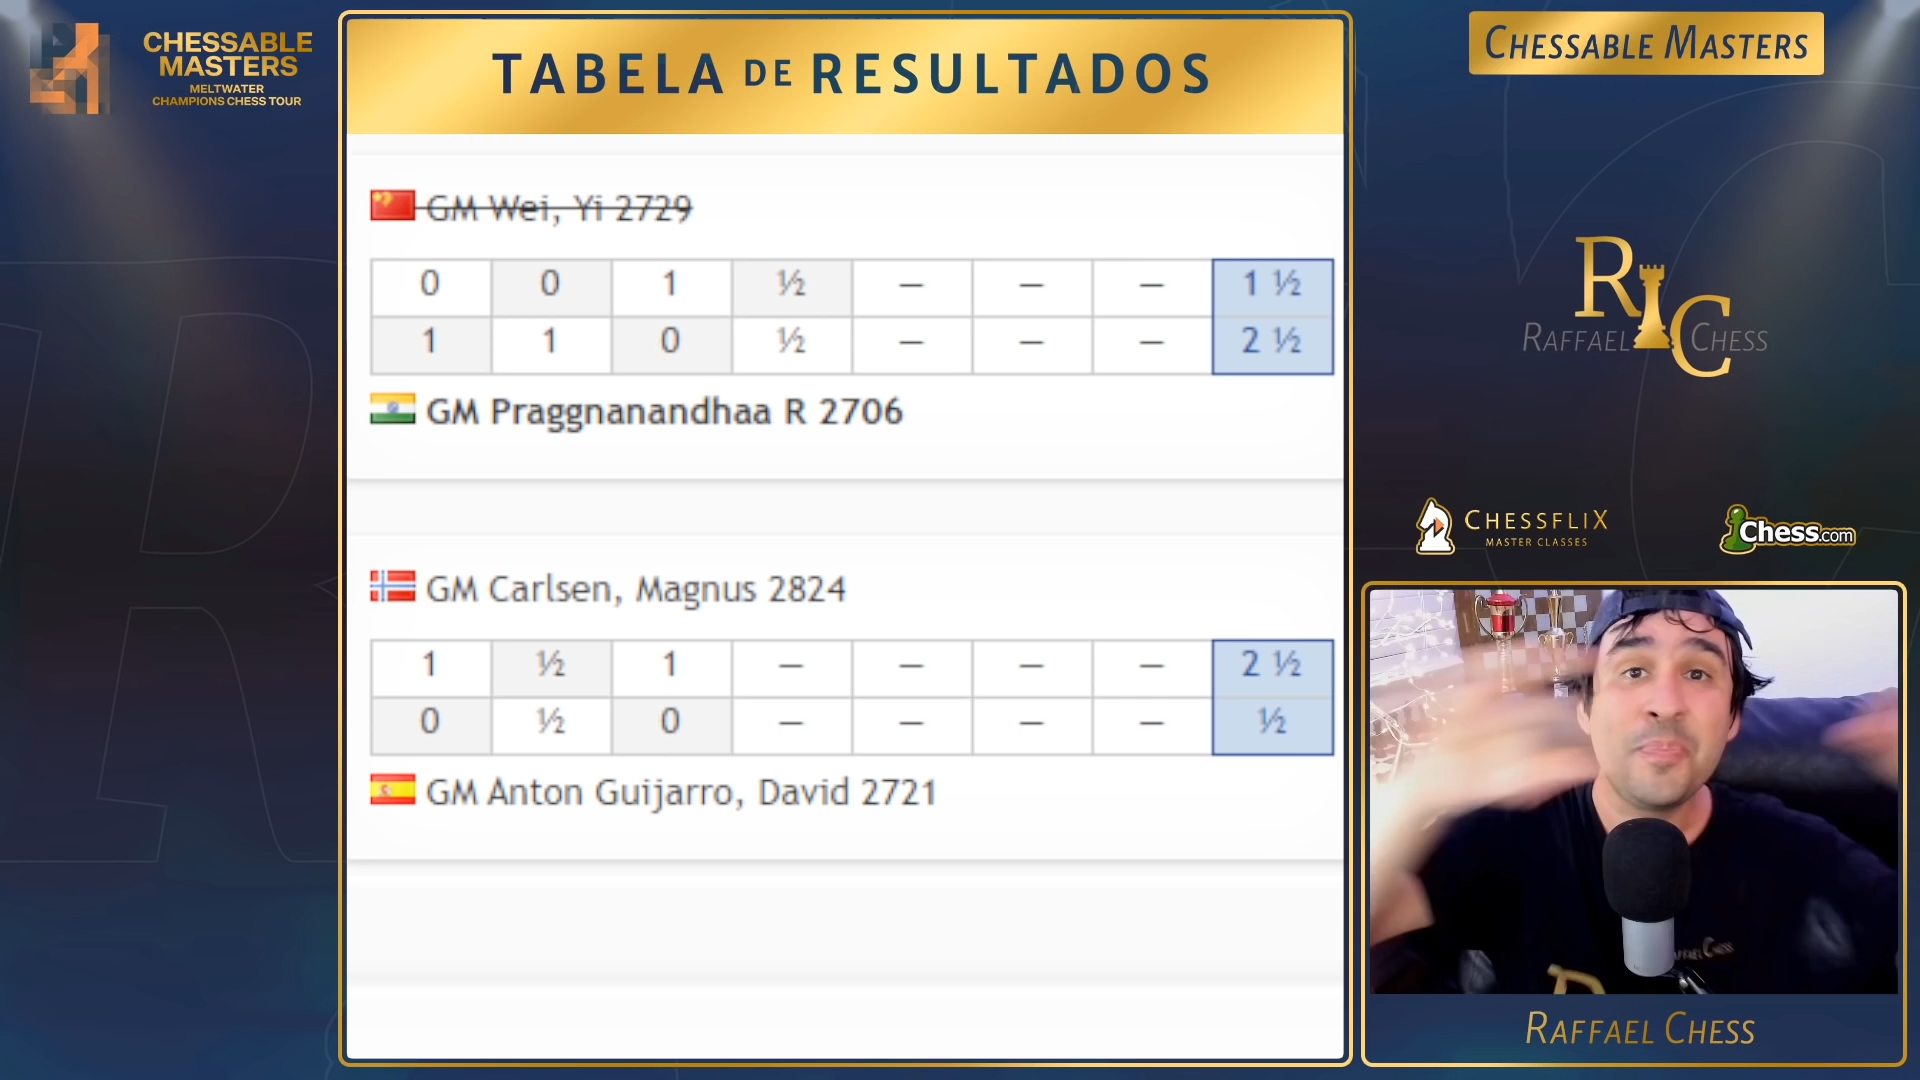 CHESSABLE
MASTERS
MELTWATER
CHAMPIONS CHESS TOUR
TABELA DE RESULTADOS
GM Wei, Yi 2729
0 0 1 ½ — — — 1 ½
1 1 0 ½ — — — 2 ½
GM Praggnanandhaa R 2706
GM Carlsen, Magnus 2824
1 ½ 1 — — — — 2 ½
0 ½ 0 — — — — ½
GM Anton Guijarro, David 2721
CHESSABLE MASTERS
R C
RAFFAEL CHESS
CHESSFLIX
MASTER CLASSES
Chess.com
RAFFAEL CHESS